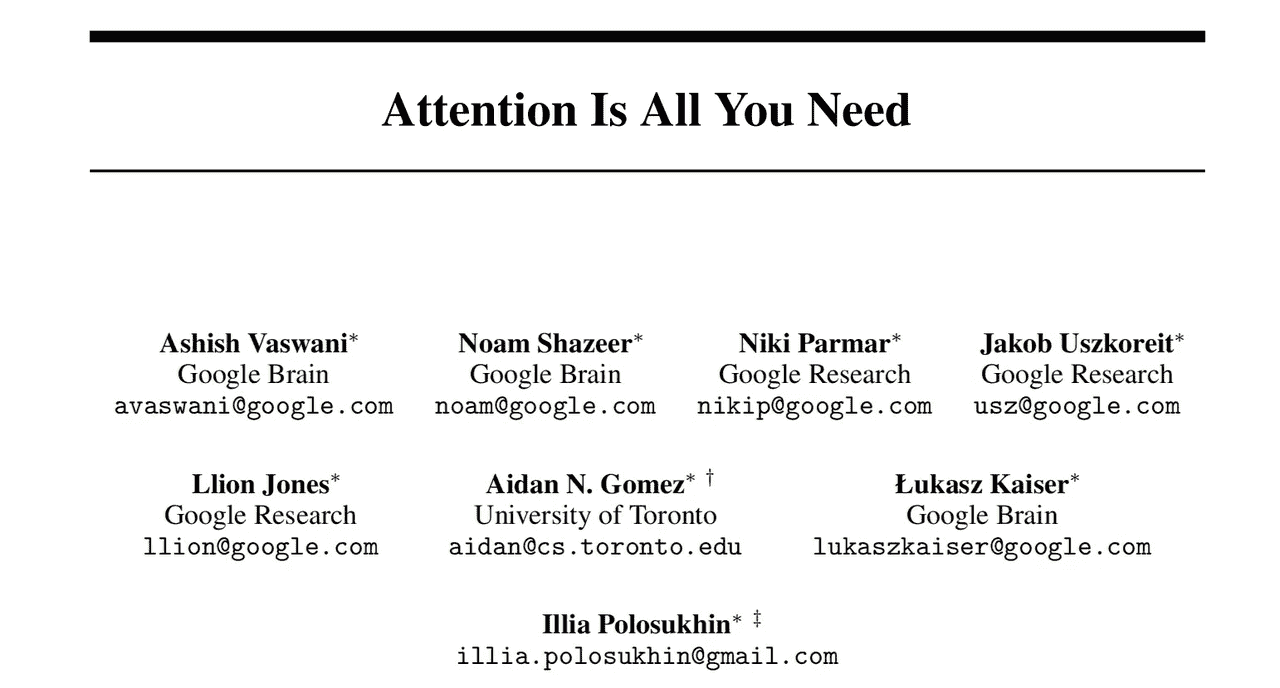 Attention Is All You Need
Ashish Vaswani∗ Noam Shazeer∗ Niki Parmar∗ Jakob Uszkoreit∗
Google Brain Google Brain Google Research Google Research
avaswani@google.com noam@google.com nikip@google.com usz@google.com
Llion Jones∗ Aidan N. Gomez∗ † Łukasz Kaiser∗
Google Research University of Toronto Google Brain
llion@google.com aidan@cs.toronto.edu lukaszkaiser@google.com
Illia Polosukhin∗ ‡
illia.polosukhin@gmail.com